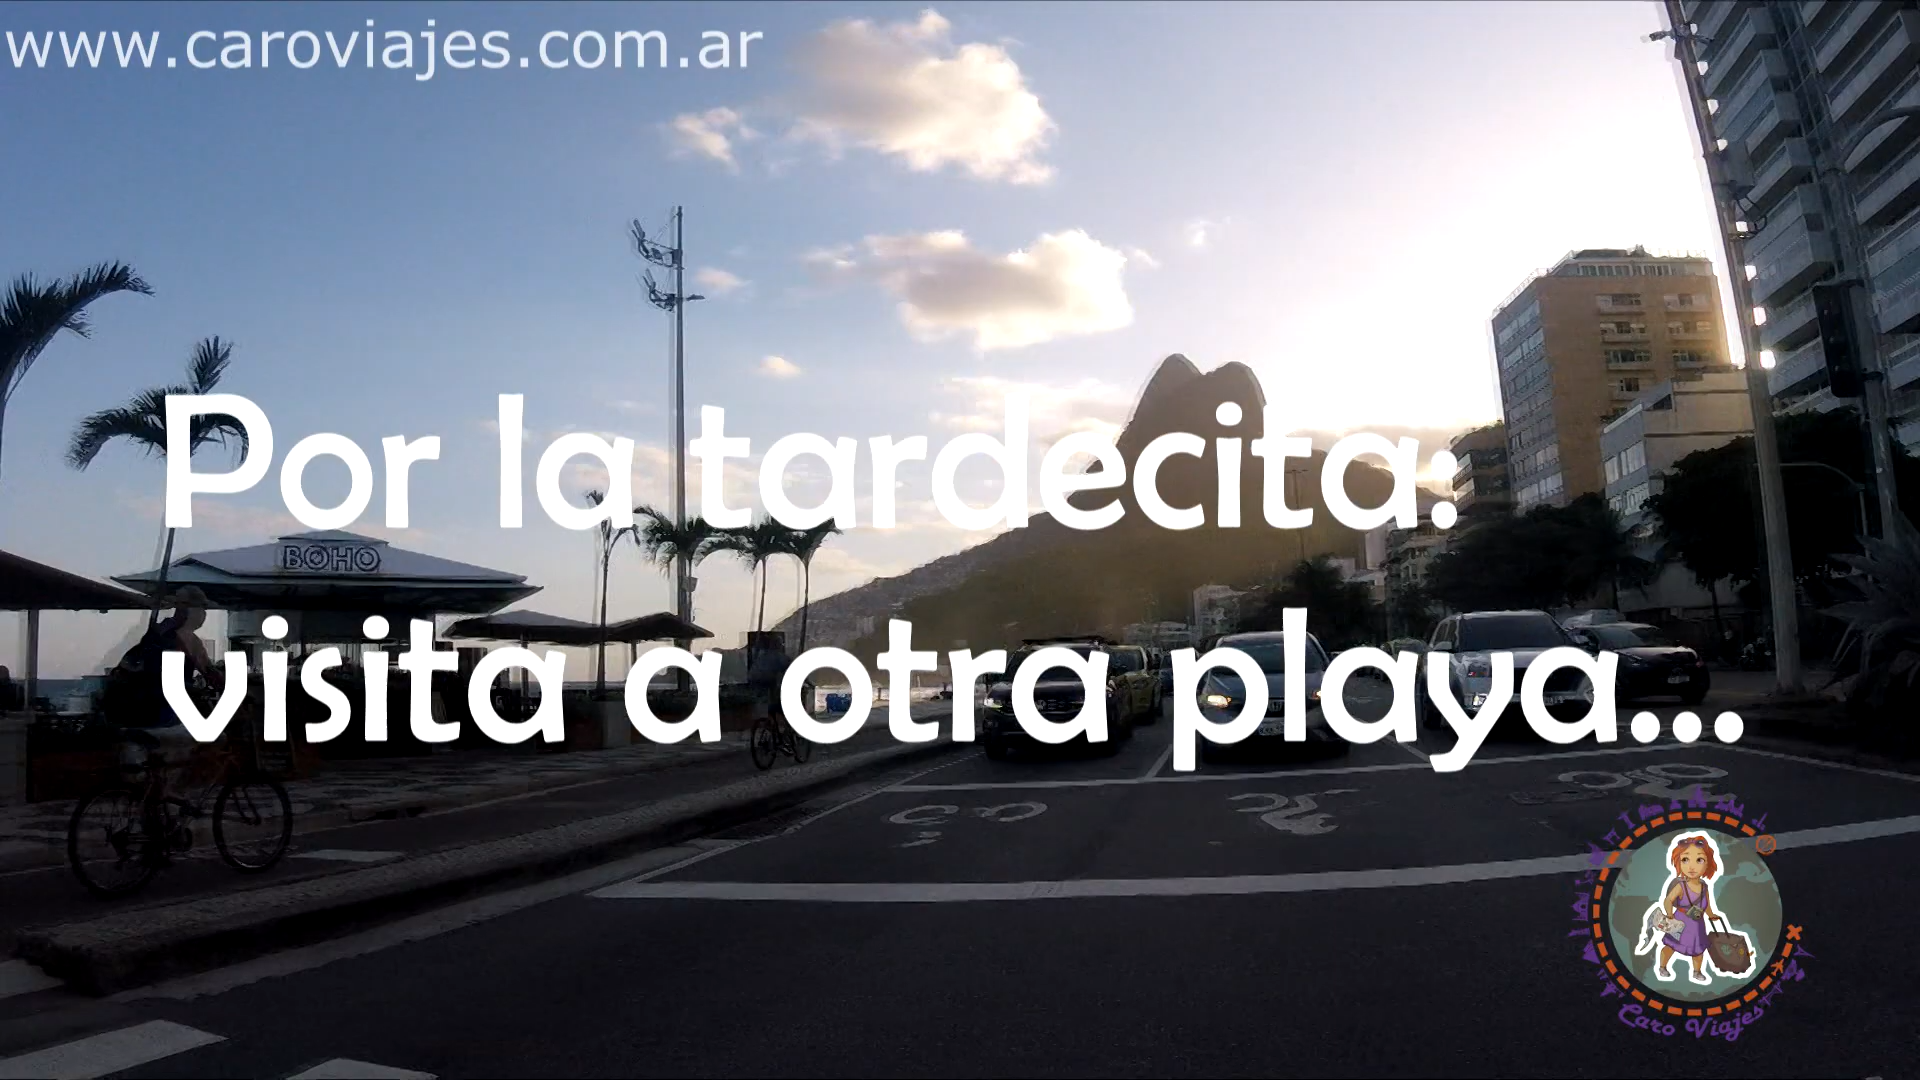 www.caroviajes.com.ar
Por la tardecita:
BOHO
visita a otra playa...
Caro Viajes